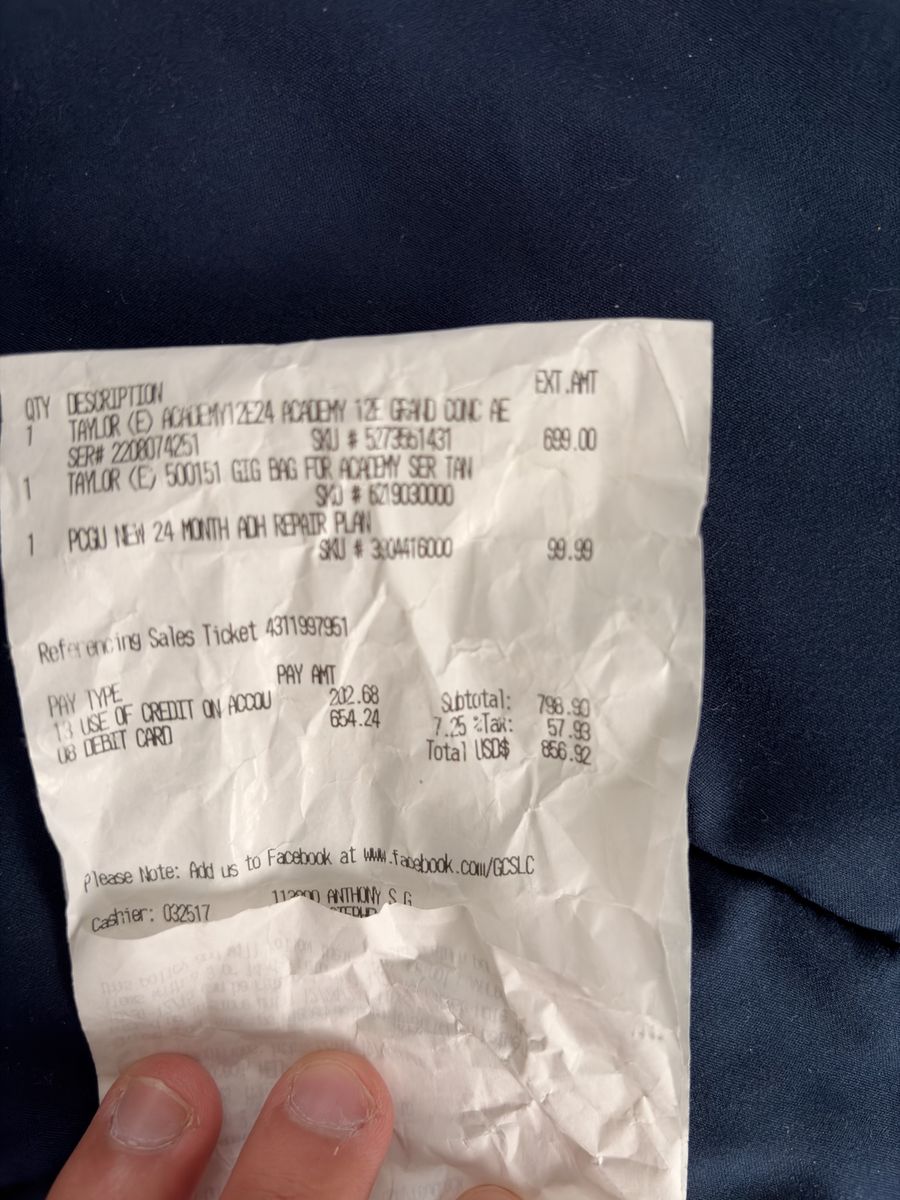 QTY DESCRIPTION EXT.AMT
1 TAYLOR (E) ACADEMY12E24 ACADEMY 12E GRAND CONC AE
SER# 2208074251 SKU # 5273561431 699.00
1 TAYLOR (E) 500151 GIG BAG FOR ACADEMY SER TAN
SKU # 6219030000
1 PCGU NEW 24 MONTH ADH REPAIR PLAN
SKU # 3304416000 99.99
Referencing Sales Ticket 4311997951
PAY TYPE PAY AMT
13 USE OF CREDIT ON ACCOU 202.68 Subtotal: 798.99
08 DEBIT CARD 654.24 7.25 %Tax: 57.93
Total USD$ 856.92
Please Note: Add us to Facebook at www.facebook.com/GCSLC
Cashier: 032517 ANTHONY S G